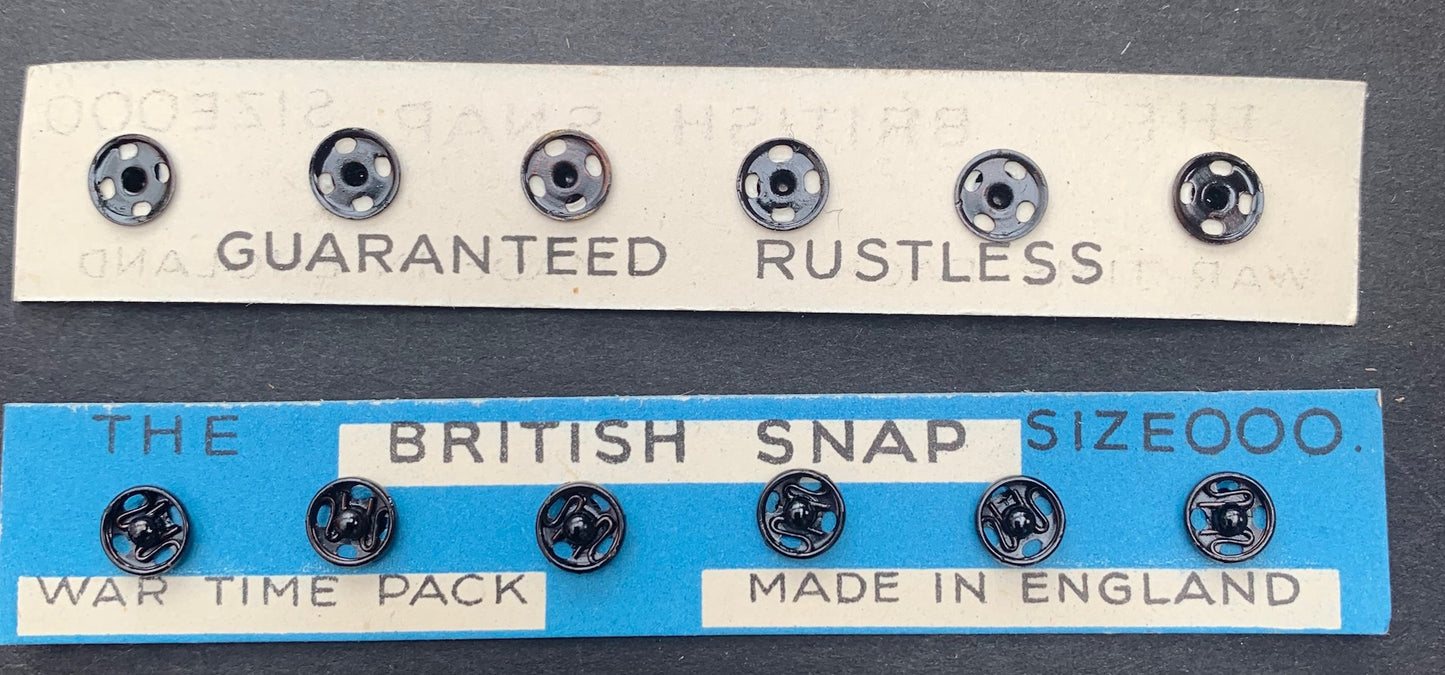 GUARANTEED RUSTLESS
THE BRITISH SNAP SIZE000.
WAR TIME PACK MADE IN ENGLAND